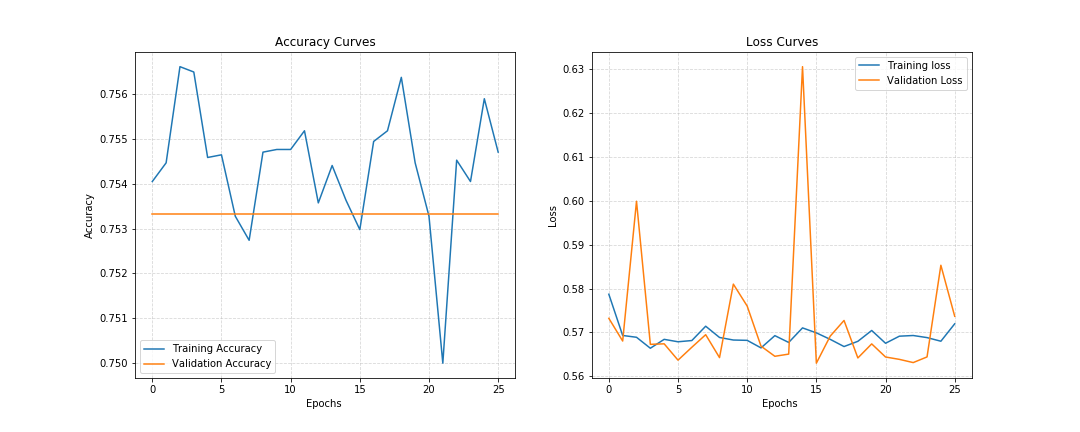 Accuracy Curves
0.756
0.755
0.754
0.753
0.752
0.751
0.750
Accuracy
Training Accuracy
Validation Accuracy
0 5 10 15 20 25
Epochs
Loss Curves
0.63
0.62
0.61
0.60
0.59
0.58
0.57
0.56
Loss
Training loss
Validation Loss
0 5 10 15 20 25
Epochs